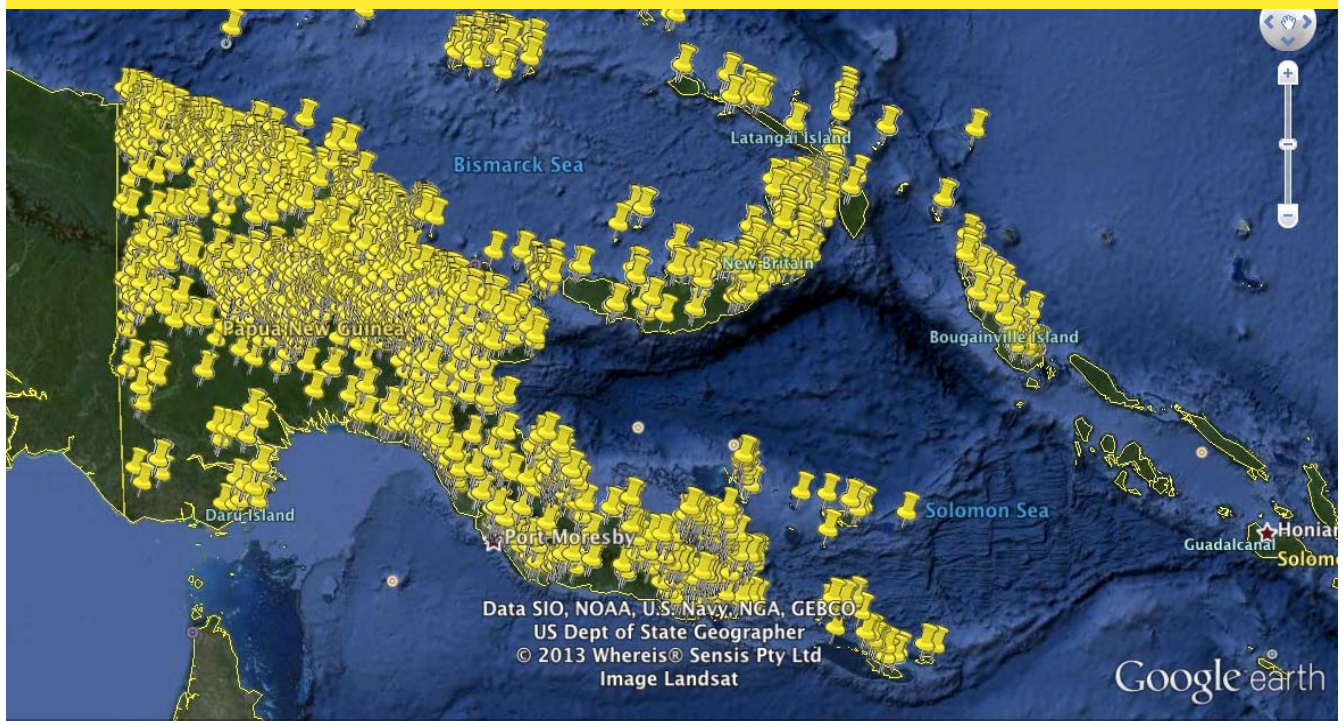 Bismarck Sea
Latangai Island
New Britain
Papua New Guinea
Bougainville Island
Daru Island
Port Moresby
Solomon Sea
Guadalcanal
Honia
Solomo
Data SIO, NOAA, U.S. Navy, NGA, GEBCO
US Dept of State Geographer
© 2013 Whereis® Sensis Pty Ltd
Image Landsat
Google earth